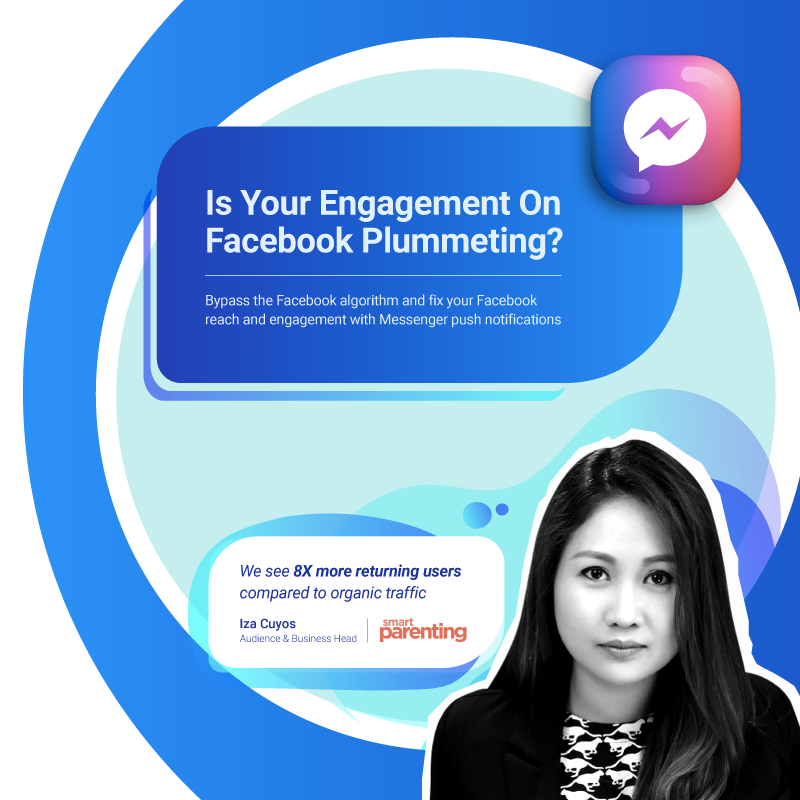 Is Your Engagement On
Facebook Plummeting?
Bypass the Facebook algorithm and fix your Facebook
reach and engagement with Messenger push notifications
We see 8X more returning users
compared to organic traffic
Iza Cuyos
Audience & Business Head
smart
parenting